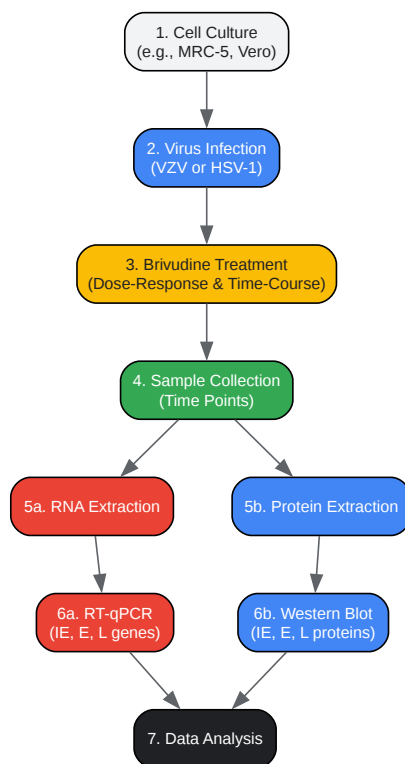 1. Cell Culture
(e.g., MRC-5, Vero)
2. Virus Infection
(VZV or HSV-1)
3. Brivudine Treatment
(Dose-Response & Time-Course)
4. Sample Collection
(Time Points)
5a. RNA Extraction
5b. Protein Extraction
6a. RT-qPCR
(IE, E, L genes)
6b. Western Blot
(IE, E, L proteins)
7. Data Analysis